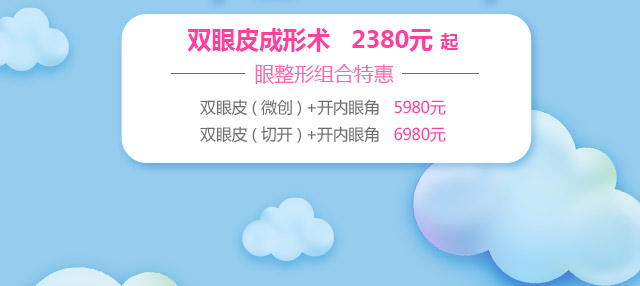 双眼皮成形术 2380元 起
眼整形组合特惠
双眼皮 ( 微创 ) +开内眼角 5980元
双眼皮 ( 切开 ) +开内眼角 6980元